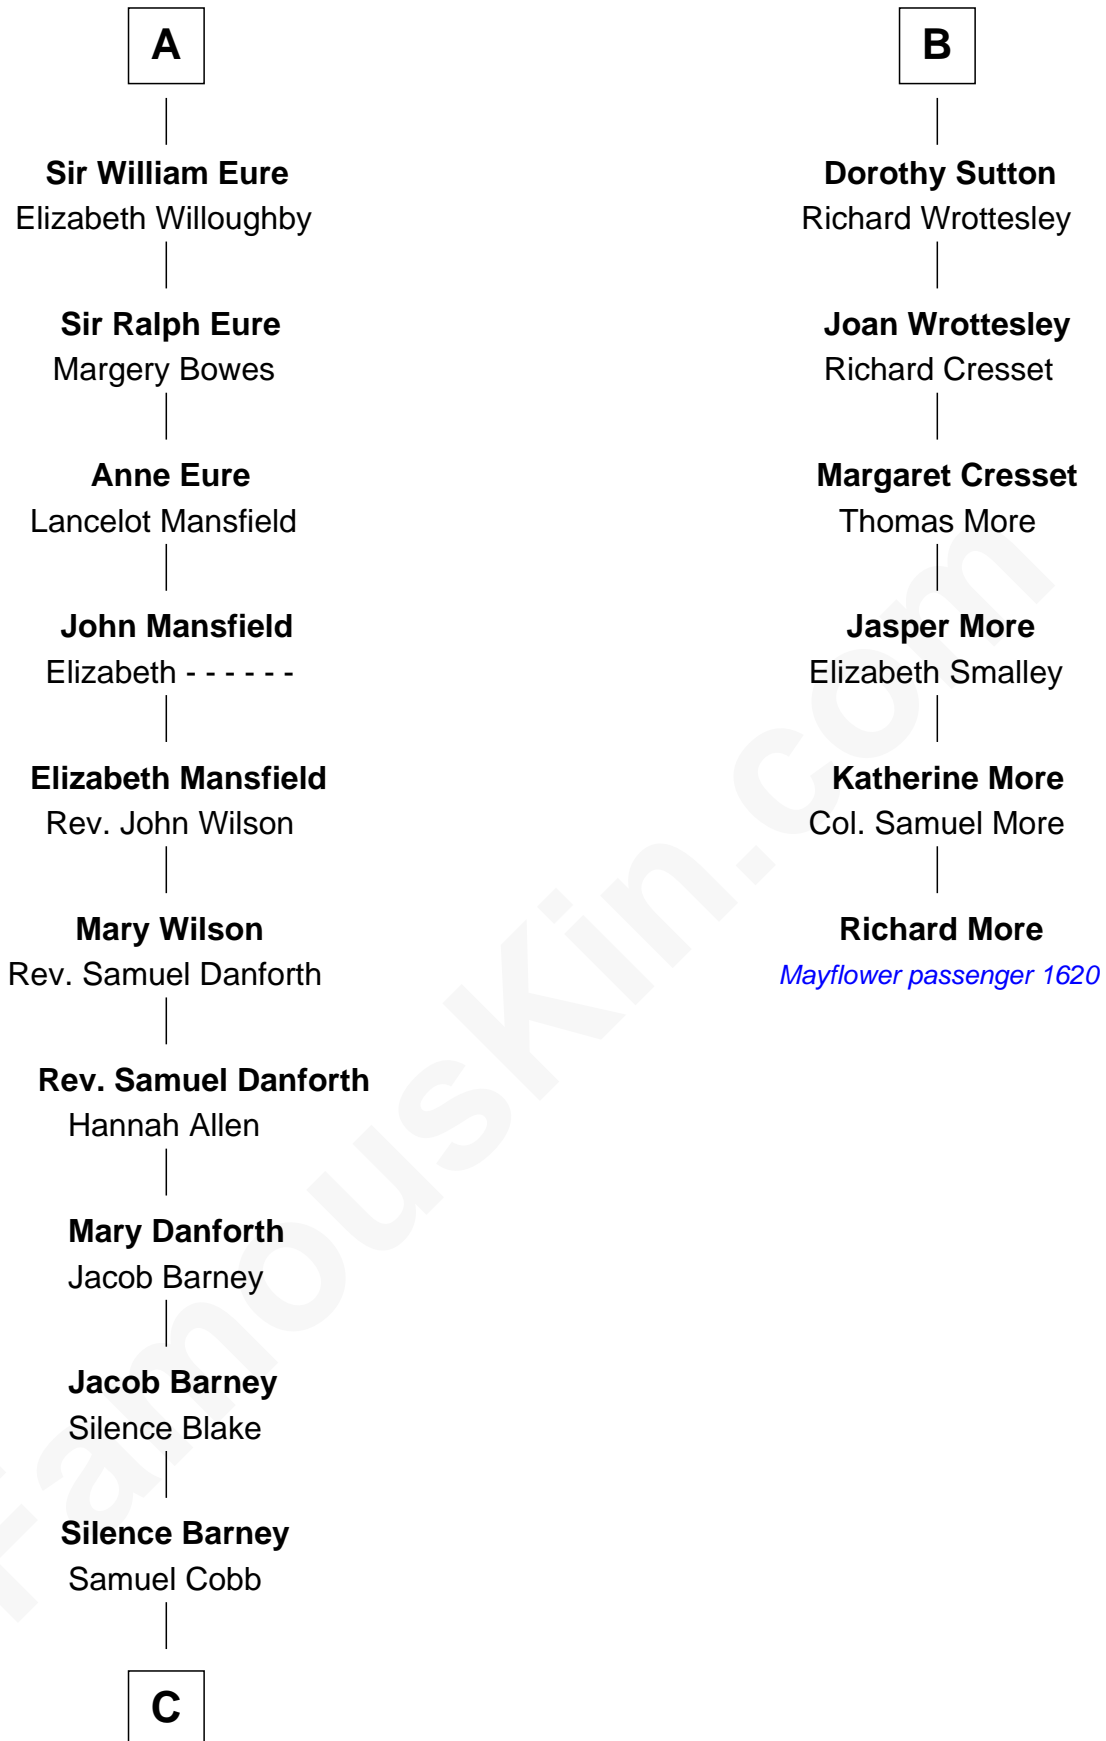 A
Sir William Eure
Elizabeth Willoughby
Sir Ralph Eure
Margery Bowes
Anne Eure
Lancelot Mansfield
John Mansfield
Elizabeth - - - - - -
Elizabeth Mansfield
Rev. John Wilson
Mary Wilson
Rev. Samuel Danforth
Rev. Samuel Danforth
Hannah Allen
Mary Danforth
Jacob Barney
Jacob Barney
Silence Blake
Silence Barney
Samuel Cobb
C
B
Dorothy Sutton
Richard Wrottesley
Joan Wrottesley
Richard Cresset
Margaret Cresset
Thomas More
Jasper More
Elizabeth Smalley
Katherine More
Col. Samuel More
Richard More
Mayflower passenger 1620
FamousKin.com